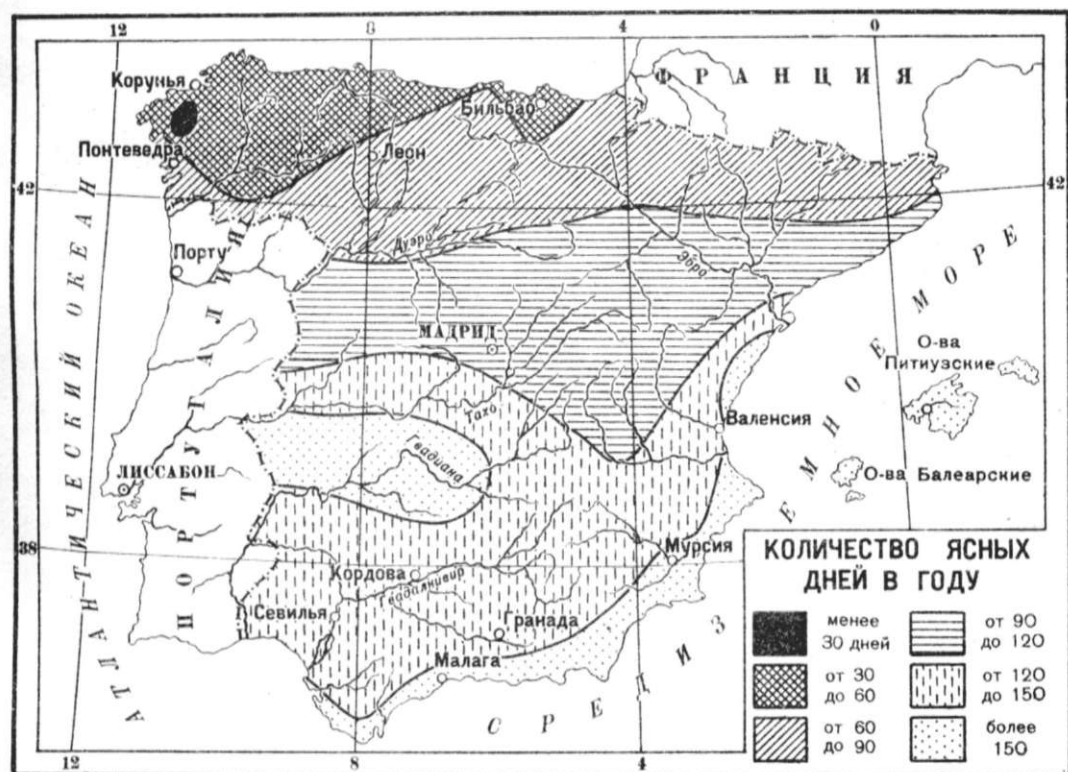 12
8
4
0
ФРАНЦИЯ
Корунья
Бильбао
Понтеведра
Леон
42
42
АТЛАНТИЧЕСКИЙ ОКЕАН
Порту
ПОРТУГАЛИЯ
Дуэро
Эбро
МАДРИД
СРЕДИЗЕМНОЕ МОРЕ
О-ва
Питиузские
Тахо
Валенсия
Гвадиана
ЛИССАБОН
О-ва Балеарские
38
Мурсия
Кордова
Гвадалквивир
Севилья
Гранада
Малага
КОЛИЧЕСТВО ЯСНЫХ
ДНЕЙ В ГОДУ
менее
30 дней
от 30
до 60
от 60
до 90
от 90
до 120
от 120
до 150
более
150
12
8
4